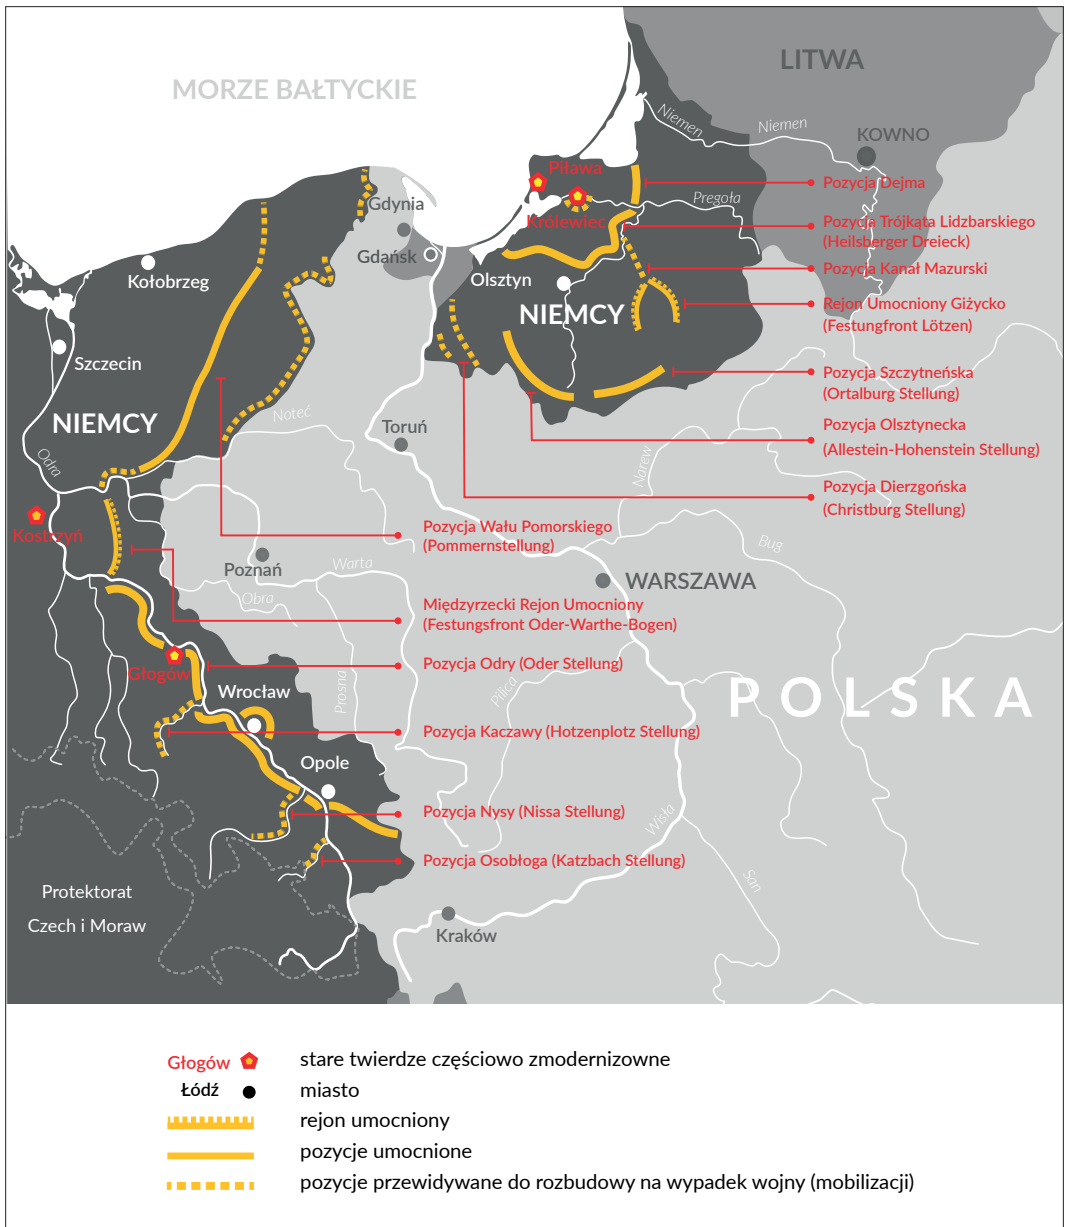 MORZE BAŁTYCKIE
LITWA
Niemen
Niemen
KOWNO
Piława
Pozycja Dejma
Gdynia
Pregoła
Królewiec
Pozycja Trójkąta Lidzbarskiego
(Heilsberger Dreieck)
Gdańsk
Olsztyn
Pozycja Kanał Mazurski
Kołobrzeg
NIEMCY
Rejon Umocniony Giżycko
(Festungfront Lötzen)
Szczecin
Pozycja Szczytneńska
(Ortalburg Stellung)
NIEMCY
Noteć
Toruń
Pozycja Olsztynecka
(Allestein-Hohenstein Stellung)
Odra
Narew
Pozycja Dierzgońska
(Christburg Stellung)
Kostrzyń
Pozycja Wału Pomorskiego
(Pommernstellung)
Bug
Poznań
Warta
WARSZAWA
Obra
Międzyrzecki Rejon Umocniony
(Festungsfront Oder-Warthe-Bogen)
Głogów
Pozycja Odry (Oder Stellung)
Wrocław
Prosna
Pilica
POLSKA
Pozycja Kaczawy (Hotzenplotz Stellung)
Opole
Pozycja Nysy (Nissa Stellung)
Wisła
Pozycja Osobłoga (Katzbach Stellung)
San
Protektorat
Czech i Moraw
Kraków
Głogów stare twierdze częściowo zmodernizowne
Łódź miasto
rejon umocniony
pozycje umocnione
pozycje przewidywane do rozbudowy na wypadek wojny (mobilizacji)